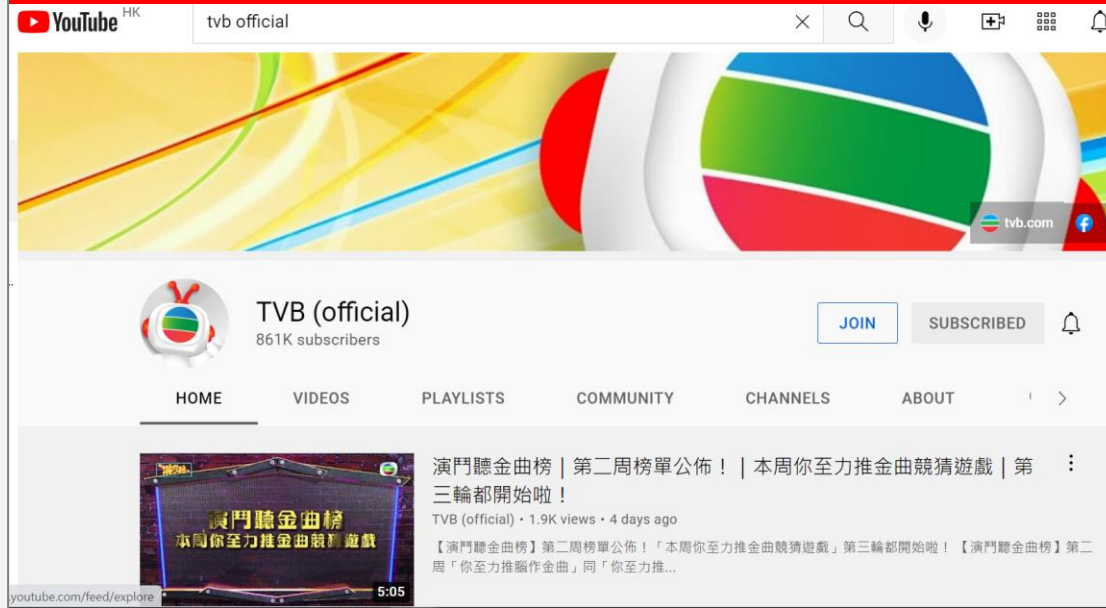 YouTube HK
tvb official
tvb.com
TVB (official)
861K subscribers
JOIN
SUBSCRIBED
HOME
VIDEOS
PLAYLISTS
COMMUNITY
CHANNELS
ABOUT
演鬥聽金曲榜 | 第二周榜單公佈！ | 本周你至力推金曲競猜遊戲 | 第
三輪都開始啦！
TVB (official) • 1.9K views • 4 days ago
【演鬥聽金曲榜】第二周榜單公佈！「本周你至力推金曲競猜遊戲」第三輪都開始啦！ 【演鬥聽金曲榜】第二
周「你至力推腦作金曲」同「你至力推...
演鬥聽金曲榜
本周你至力推金曲競猜遊戲
5:05
.youtube.com/feed/explore